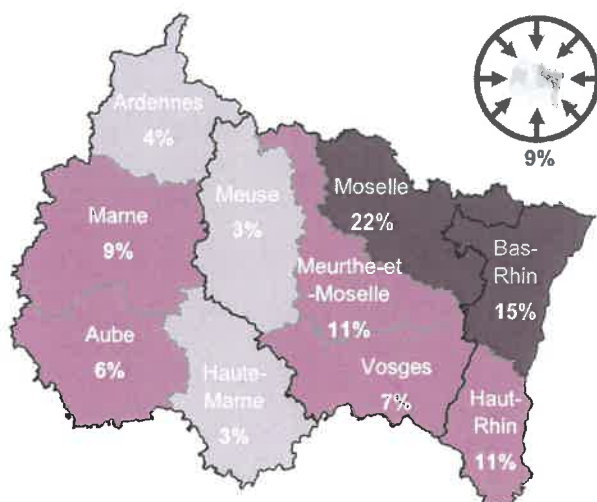 Ardennes
4%
9%
Meuse
3%
Moselle
22%
Marne
9%
Bas-
Rhin
15%
Meurthe-et
-Moselle
11%
Aube
6%
Haute-
Marne
3%
Vosges
7%
Haut-
Rhin
11%